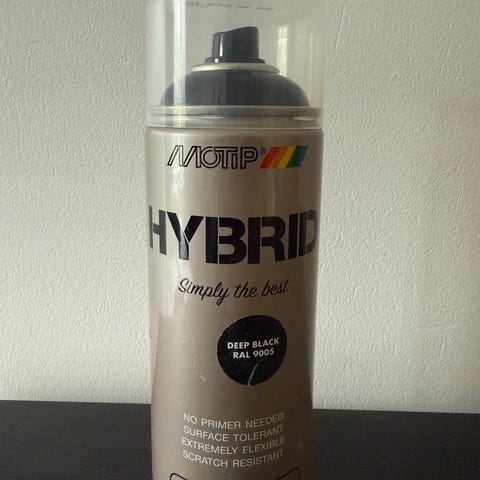 MOTIP®
HYBRID
Simply the best
DEEP BLACK
RAL 9005
NO PRIMER NEEDED
SURFACE TOLERANT
EXTREMELY FLEXIBLE
SCRATCH RESISTANT